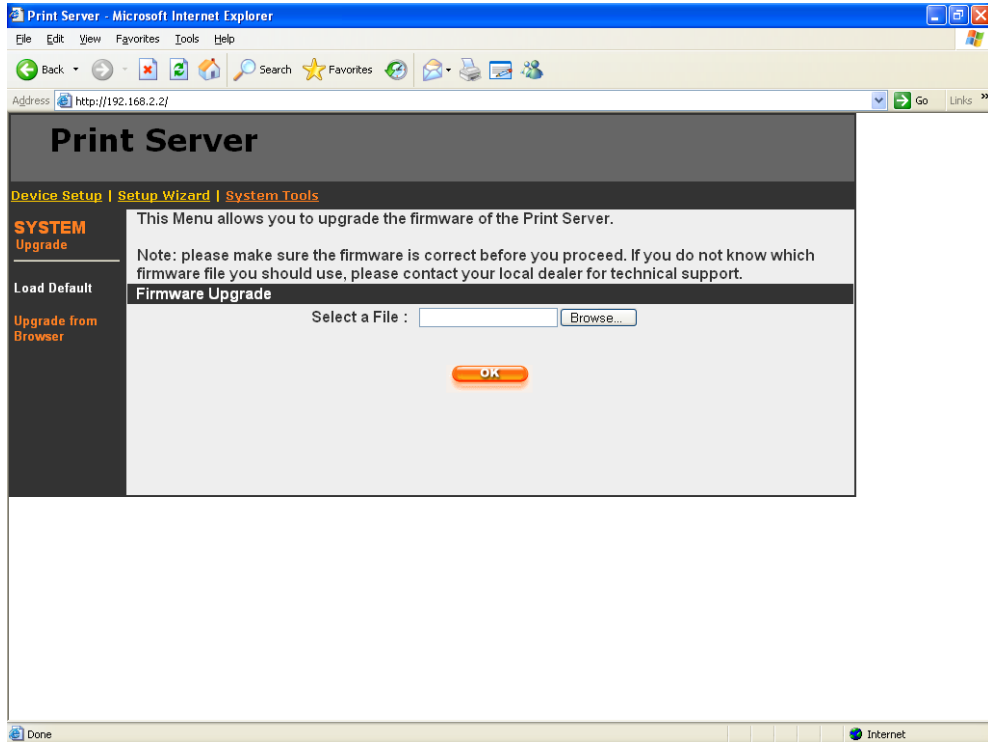 Print Server - Microsoft Internet Explorer
File Edit View Favorites Tools Help
Back Search Favorites
Address http://192.168.2.2/ Go Links »
Print Server
Device Setup | Setup Wizard | System Tools
SYSTEM
Upgrade
Load Default
Upgrade from
Browser
This Menu allows you to upgrade the firmware of the Print Server.
Note: please make sure the firmware is correct before you proceed. If you do not know which
firmware file you should use, please contact your local dealer for technical support.
Firmware Upgrade
Select a File : Browse...
OK
Done Internet